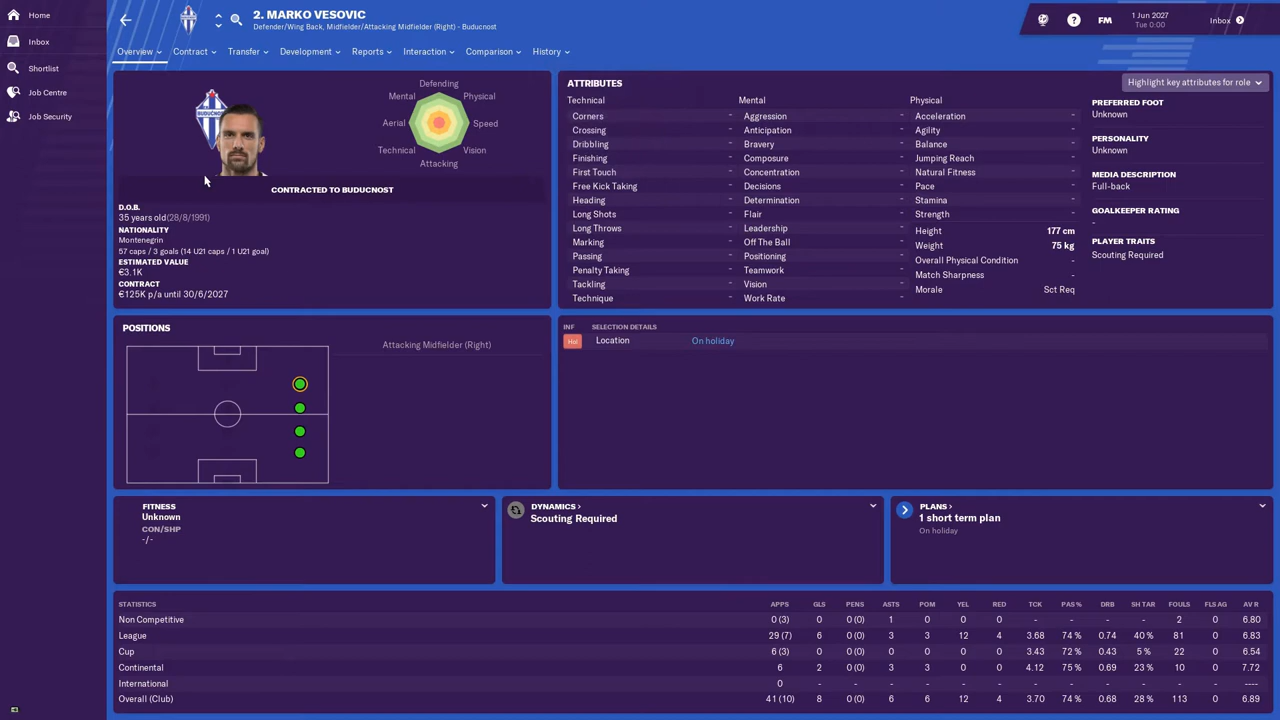 Home
Inbox
Shortlist
Job Centre
Job Security
2. MARKO VESOVIC
Defender/Wing Back, Midfielder/Attacking Midfielder (Right) - Buducnost
FM
1 Jun 2027
Tue 0:00
Inbox
Overview
Contract
Transfer
Development
Reports
Interaction
Comparison
History
Defending
Mental
Physical
Aerial
Speed
Technical
Vision
Attacking
CONTRACTED TO BUDUCNOST
D.O.B.
35 years old (28/8/1991)
NATIONALITY
Montenegrin
57 caps / 3 goals (14 U21 caps / 1 U21 goal)
ESTIMATED VALUE
€3.1K
CONTRACT
€125K p/a until 30/6/2027
ATTRIBUTES
Highlight key attributes for role
Technical Mental Physical
Corners - Aggression - Acceleration -
Crossing - Anticipation - Agility -
Dribbling - Bravery - Balance -
Finishing - Composure - Jumping Reach -
First Touch - Concentration - Natural Fitness -
Free Kick Taking - Decisions - Pace -
Heading - Determination - Stamina -
Long Shots - Flair - Strength -
Long Throws - Leadership - Height 177 cm
Marking - Off The Ball - Weight 75 kg
Passing - Positioning - Overall Physical Condition -
Penalty Taking - Teamwork - Match Sharpness -
Tackling - Vision - Morale Sct Req
Technique - Work Rate -
PREFERRED FOOT
Unknown
PERSONALITY
Unknown
MEDIA DESCRIPTION
Full-back
GOALKEEPER RATING
-
PLAYER TRAITS
Scouting Required
POSITIONS
Attacking Midfielder (Right)
INF SELECTION DETAILS
Hol Location On holiday
FITNESS
Unknown
CON/SHP
-/-
DYNAMICS >
Scouting Required
PLANS >
1 short term plan
On holiday
STATISTICS APPS GLS PENS ASTS POM YEL RED TCK PAS % DRB SH TAR FOULS FLS AG AV R
Non Competitive 0 (3) 0 0 (0) 1 0 0 0 - - - - 2 0 6.80
League 29 (7) 6 0 (0) 3 3 12 4 3.68 74 % 0.74 40 % 81 0 6.83
Cup 6 (3) 0 0 (0) 0 0 0 0 3.43 72 % 0.43 5 % 22 0 6.54
Continental 6 2 0 (0) 3 3 0 0 4.12 75 % 0.69 23 % 10 0 7.72
International 0 - - - - - - - - - - - - ----
Overall (Club) 41 (10) 8 0 (0) 6 6 12 4 3.70 74 % 0.68 28 % 113 0 6.89